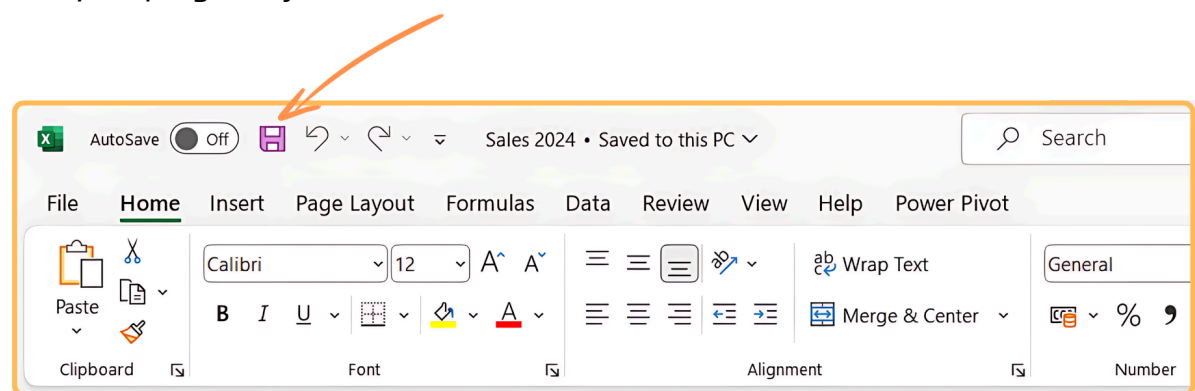 AutoSave Off Sales 2024 • Saved to this PC Search
File Home Insert Page Layout Formulas Data Review View Help Power Pivot
Calibri 12 A A ab Wrap Text General
Paste B I U A Merge & Center %
Clipboard Font Alignment Number